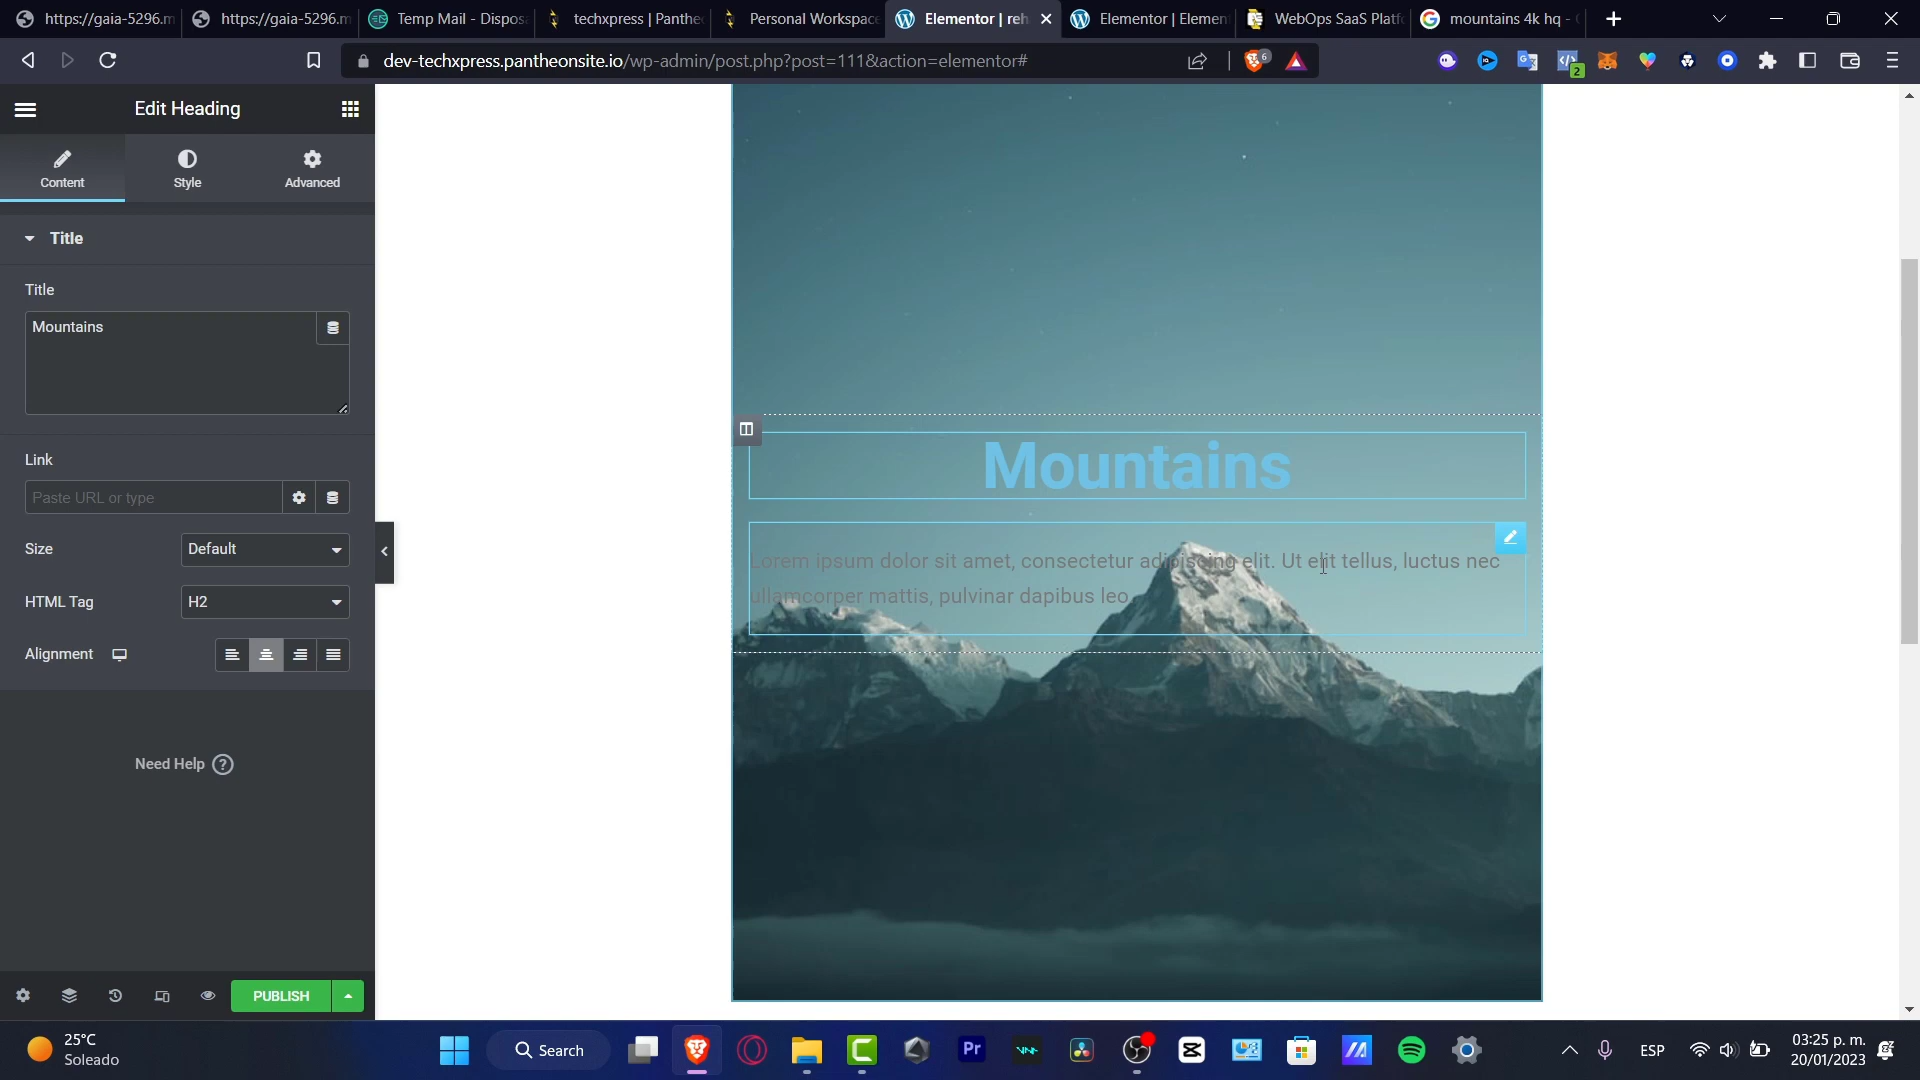 https://gaia-5296.m
https://gaia-5296.m
Temp Mail - Dispos
techxpress | Panthe
Personal Workspace
Elementor | reh
Elementor | Elemen
WebOps SaaS Platf
mountains 4k hq -
dev-techxpress.pantheonsite.io/wp-admin/post.php?post=111&action=elementor#
6
2
Edit Heading
Content
Style
Advanced
Title
Title
Mountains
Link
Paste URL or type
Size
Default
HTML Tag
H2
Alignment
Need Help ?
PUBLISH
Mountains
Lorem ipsum dolor sit amet, consectetur adipiscing elit. Ut elit tellus, luctus nec
ullamcorper mattis, pulvinar dapibus leo.
25°C
Soleado
Search
Pr
ESP
03:25 p. m.
20/01/2023